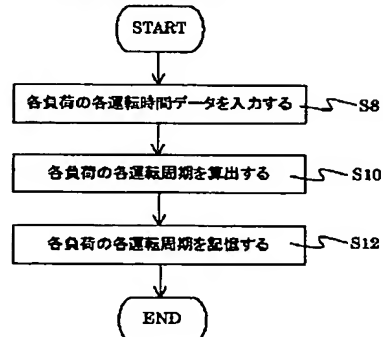 START
各負荷の各運転時間データを入力する
S8
各負荷の各運転周期を算出する
S10
各負荷の各運転周期を記憶する
S12
END